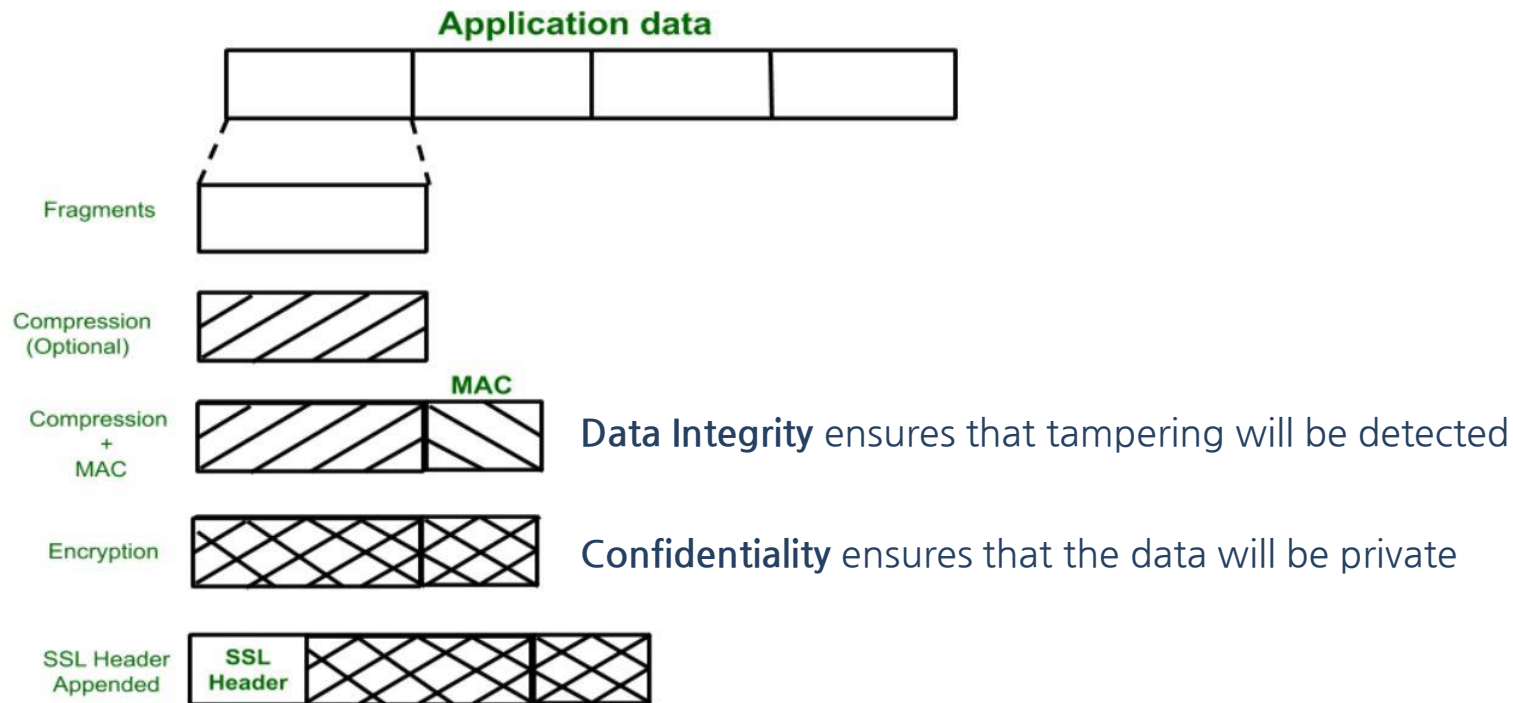 Application data
Fragments
Compression
(Optional)
MAC
Compression
+
MAC
Data Integrity ensures that tampering will be detected
Encryption
Confidentiality ensures that the data will be private
SSL Header
Appended
SSL
Header